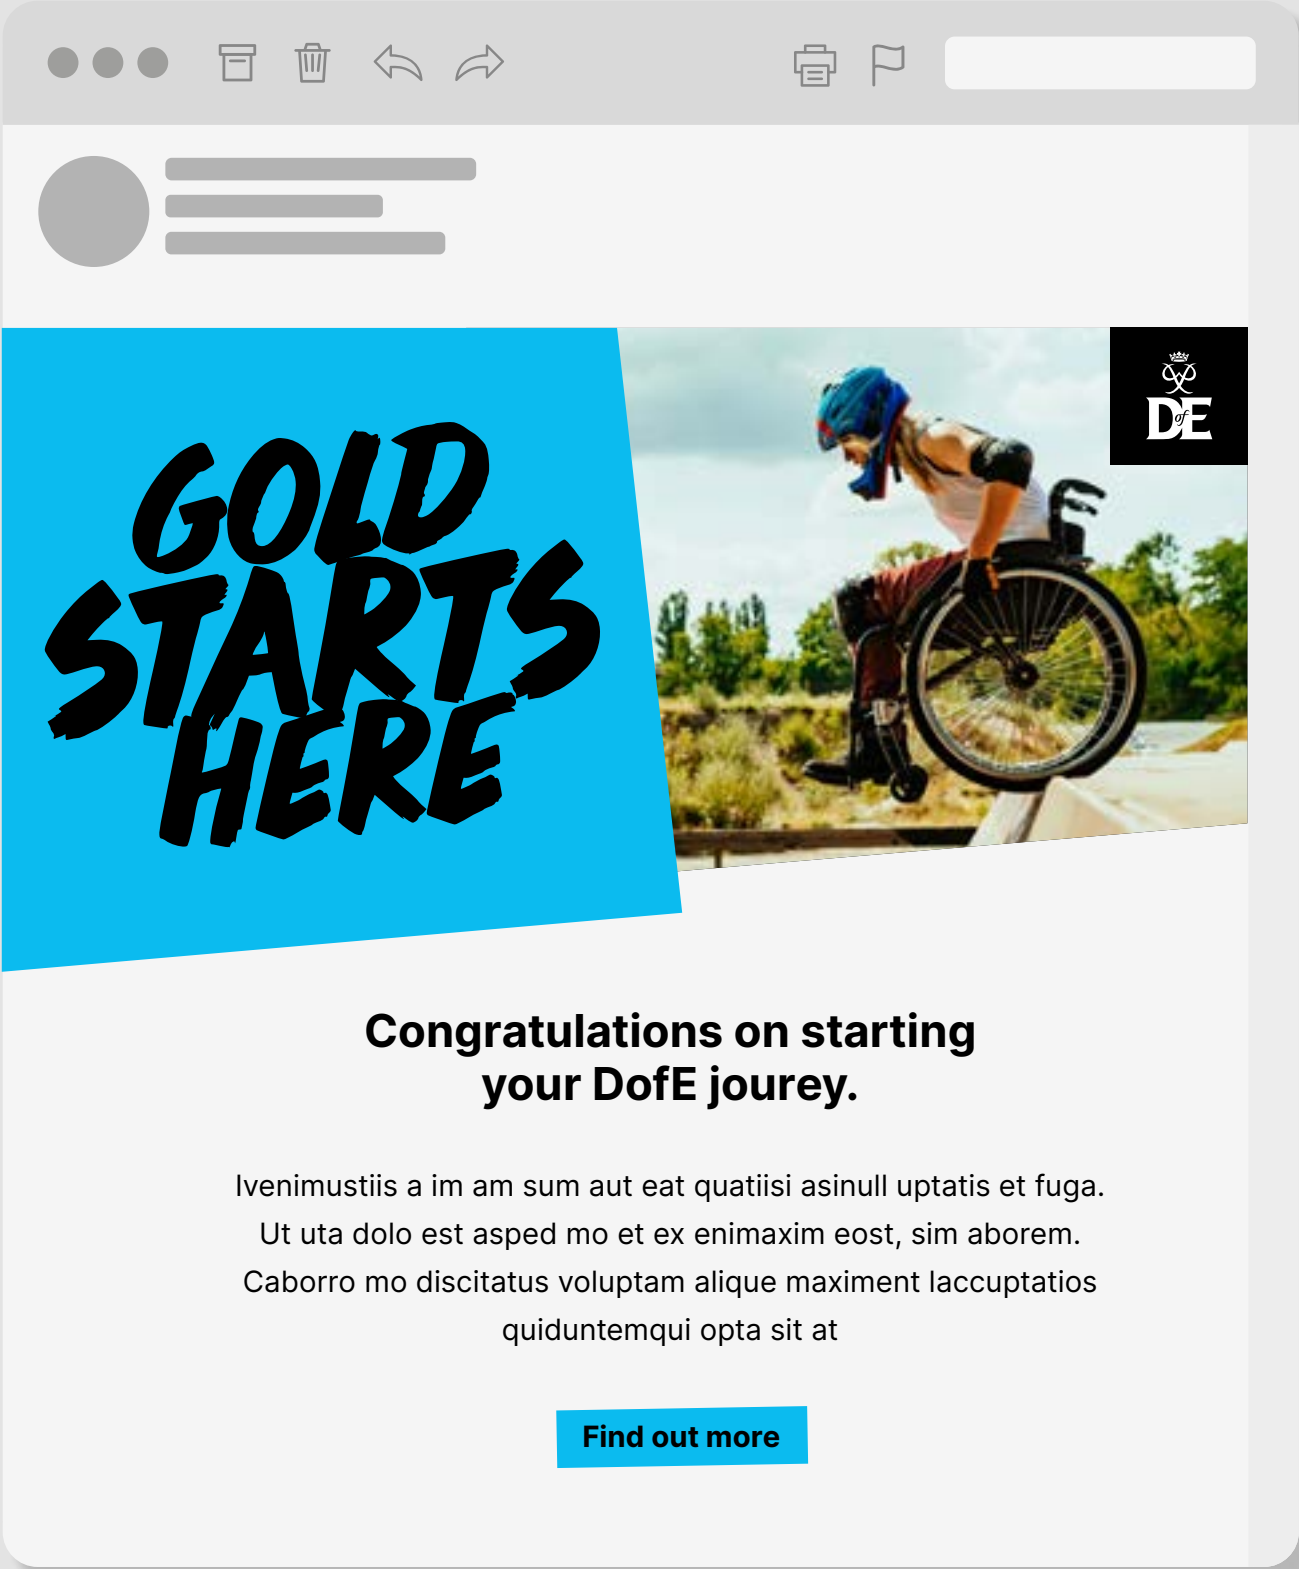 GOLD
STARTS
HERE
DofE
Congratulations on starting
your DofE jourey.
Ivenimustiis a im am sum aut eat quatiisi asinull uptatis et fuga.
Ut uta dolo est asped mo et ex enimaxim eost, sim aborem.
Caborro mo discitatus voluptam alique maximent laccuptatios
quiduntemqui opta sit at
Find out more